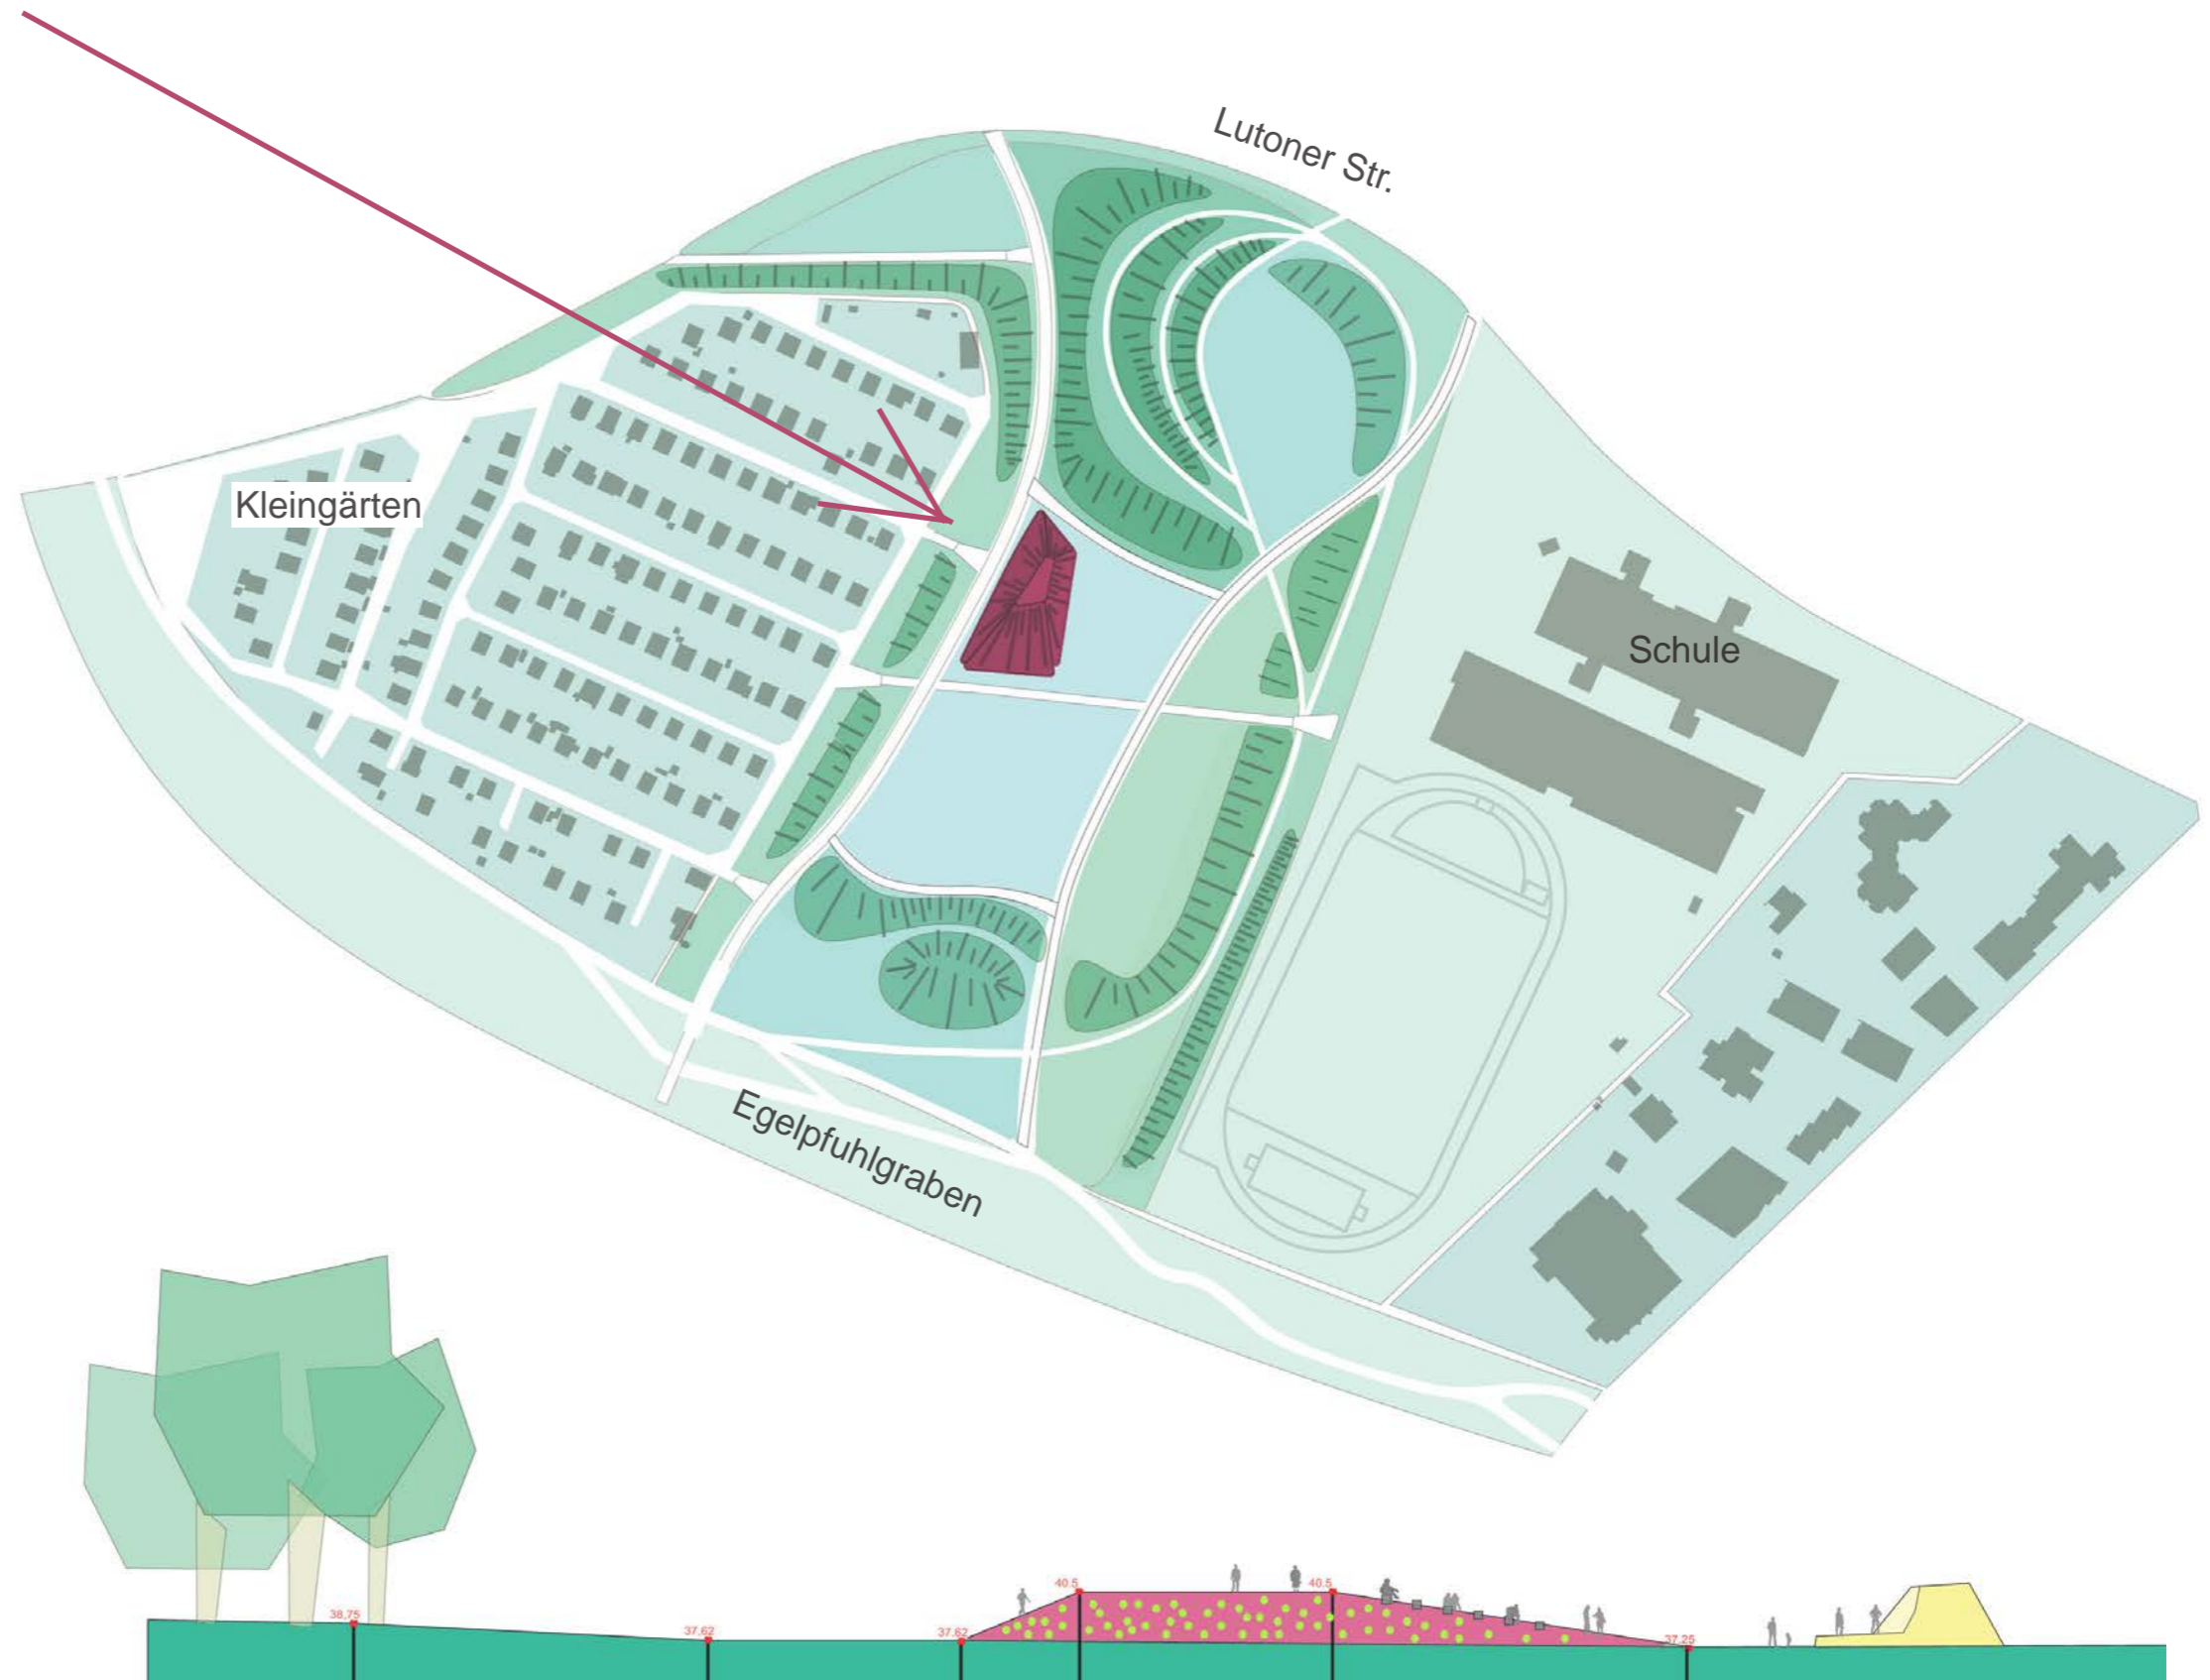 Lutoner Str.
Kleingärten
Schule
Egelpfuhlgraben
38,75
37,62
37,62
40.5
40.5
37,25